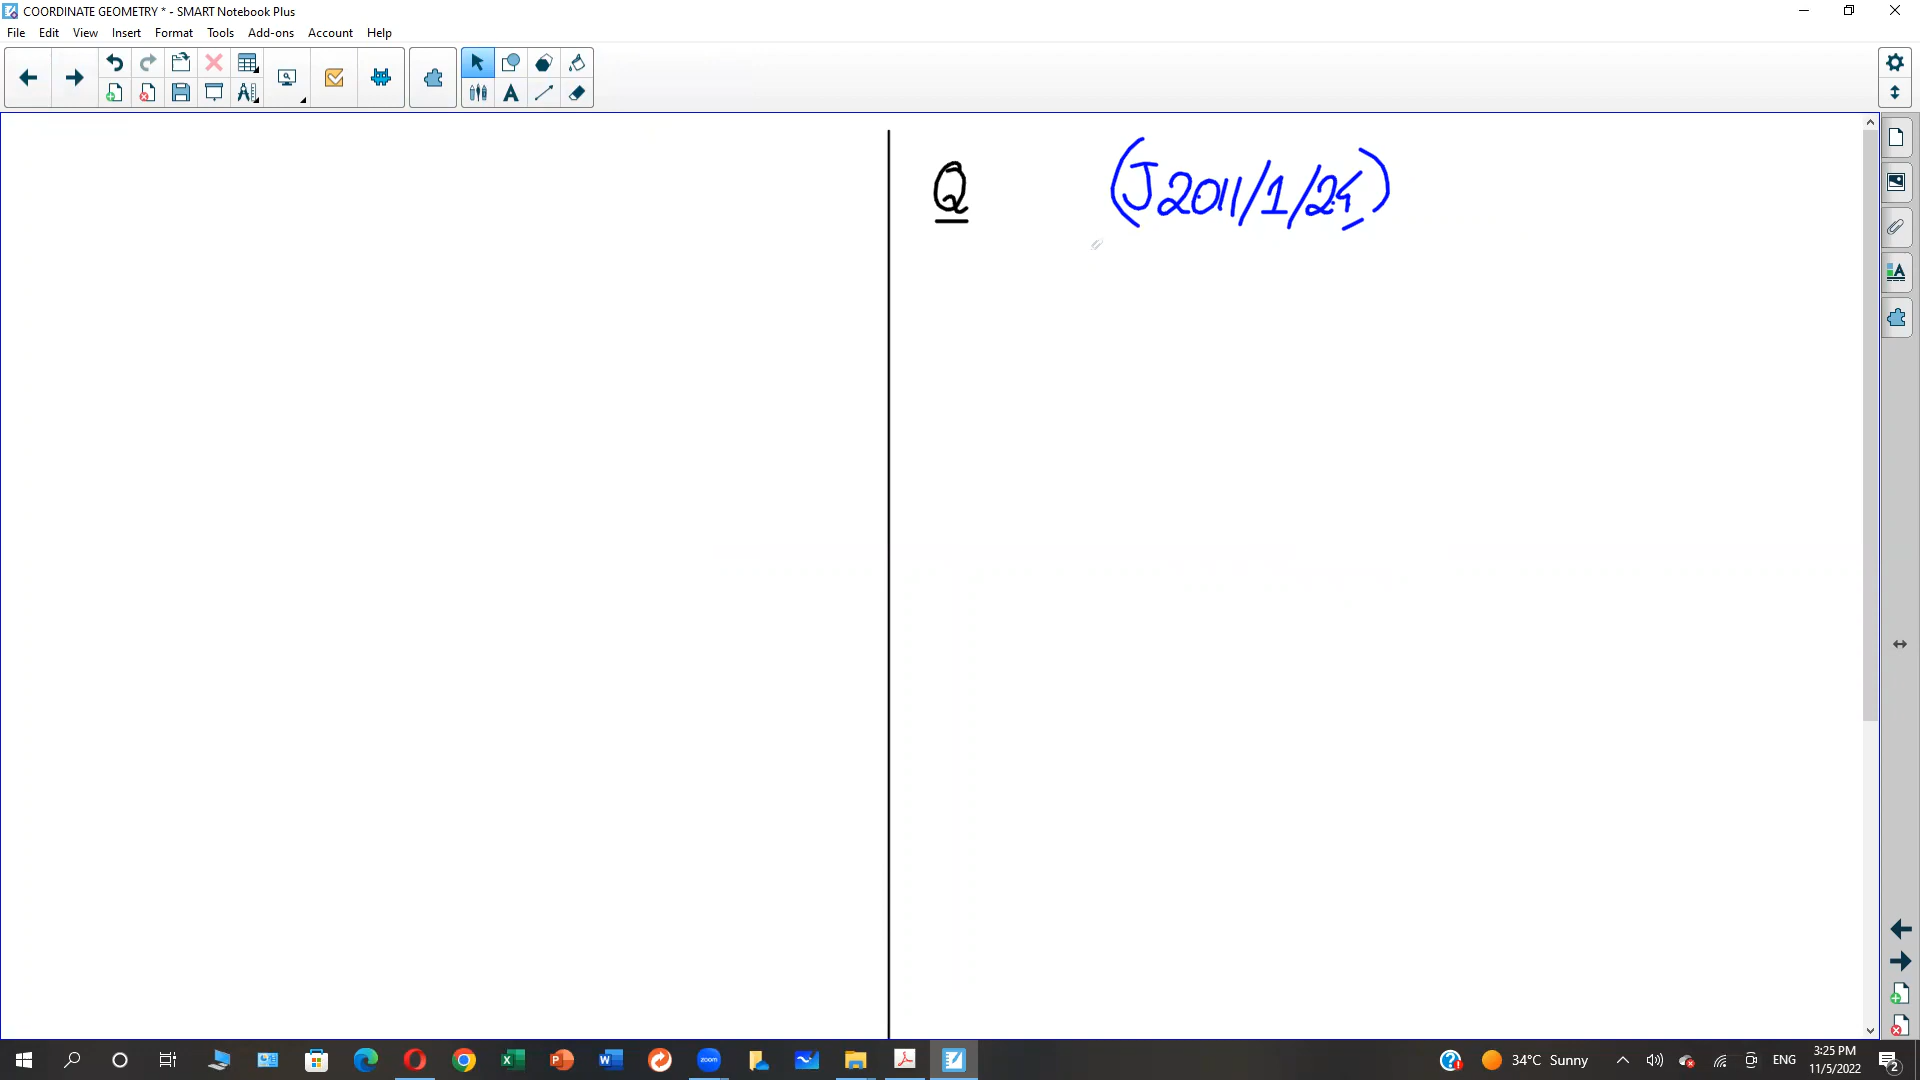 COORDINATE GEOMETRY * - SMART Notebook Plus
File Edit View Insert Format Tools Add-ons Account Help
Q (J2011/1/24)
34°C Sunny
ENG
3:25 PM
11/5/2022
2